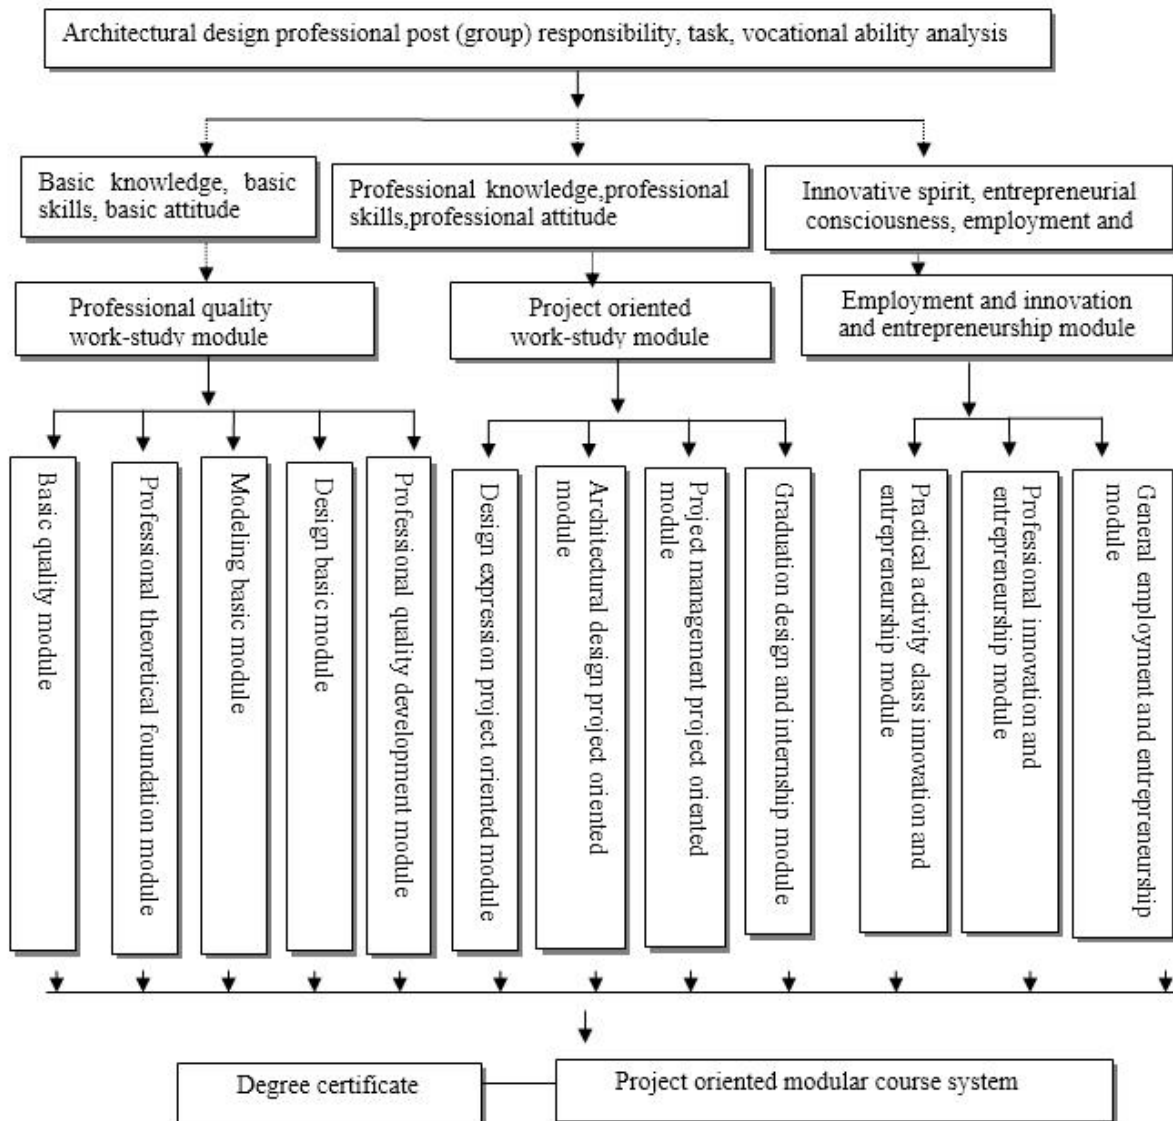 Architectural design professional post (group) responsibility, task, vocational ability analysis
Basic knowledge, basic
skills, basic attitude
Professional knowledge,professional
skills,professional attitude
Innovative spirit, entrepreneurial
consciousness, employment and
Professional quality
work-study module
Project oriented
work-study module
Employment and innovation
and entrepreneurship module
Basic quality module
Professional theoretical foundation module
Modeling basic module
Design basic module
Professional quality development module
Design expression project oriented module
Architectural design project oriented
module
Project management project oriented
module
Graduation design and internship module
Practical activity class innovation and
entrepreneurship module
Professional innovation and
entrepreneurship module
General employment and entrepreneurship
module
Degree certificate
Project oriented modular course system